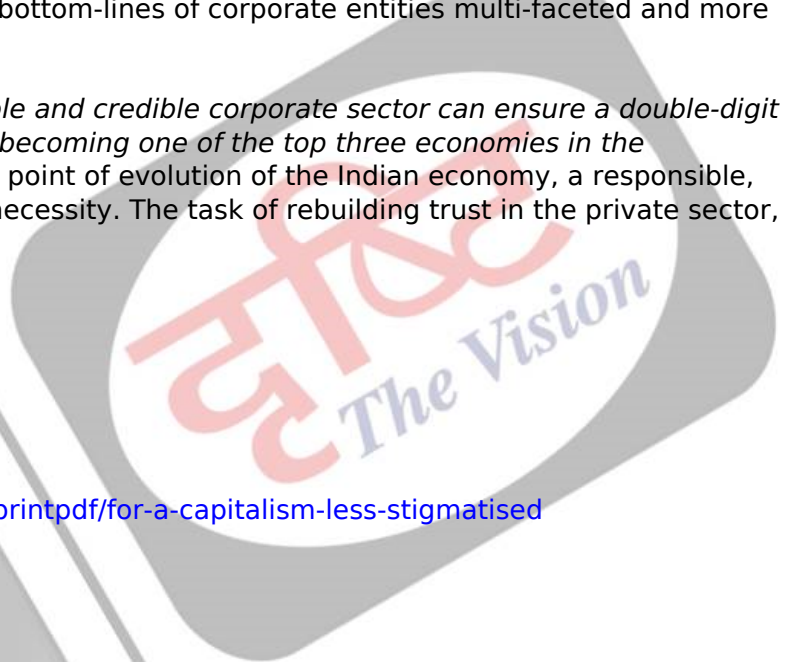 bottom-lines of corporate entities multi-faceted and more
ble and credible corporate sector can ensure a double-digit
becoming one of the top three economies in the
point of evolution of the Indian economy, a responsible,
necessity. The task of rebuilding trust in the private sector,
दृष्टि
The Vision
printpdf/for-a-capitalism-less-stigmatised